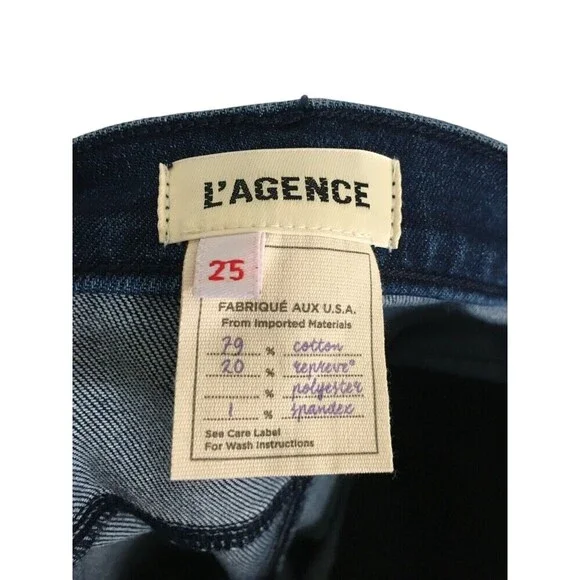 L'AGENCE
25
FABRIQUÉ AUX U.S.A.
From Imported Materials
79 % cotton
20 % repreve®
% polyester
1 % spandex
See Care Label
For Wash Instructions